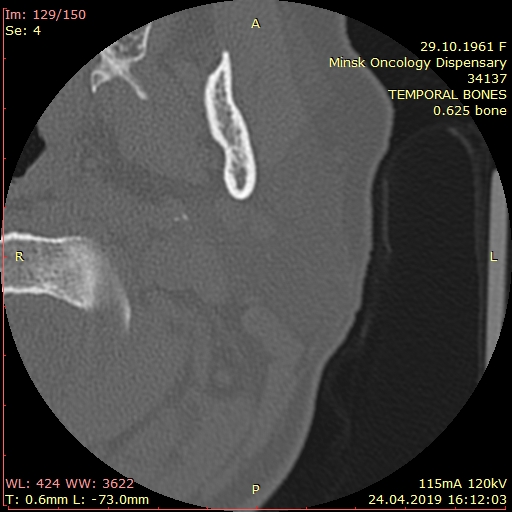 Im: 129/150
Se: 4
A
29.10.1961 F
Minsk Oncology Dispensary
34137
TEMPORAL BONES
0.625 bone
R
L
WL: 424 WW: 3622
T: 0.6mm L: -73.0mm
P
115mA 120kV
24.04.2019 16:12:03